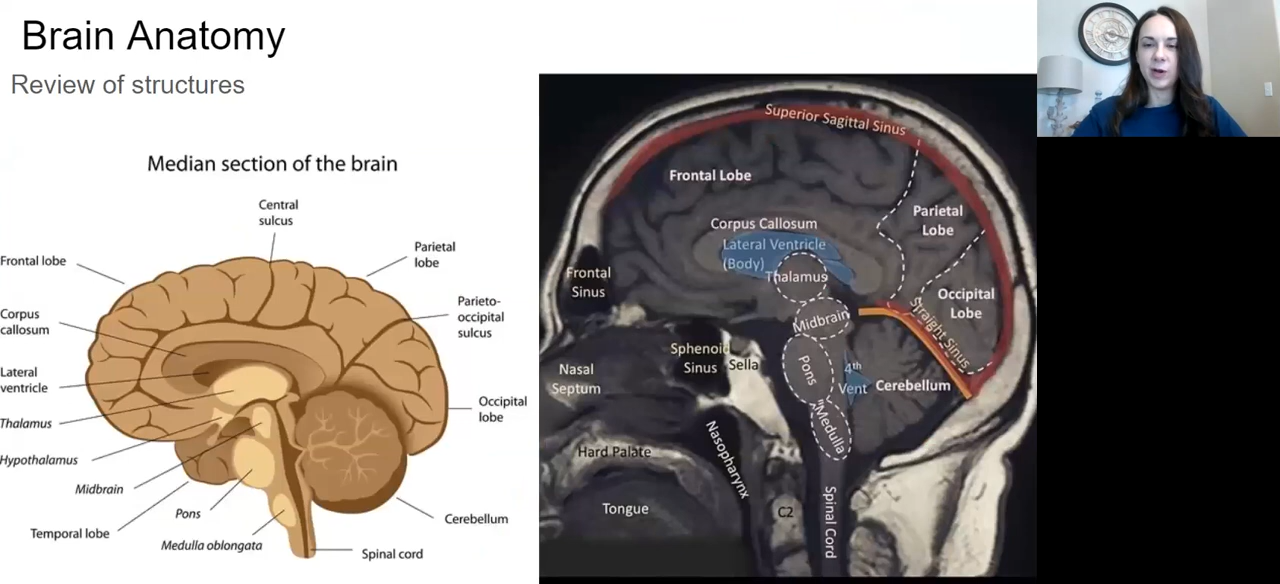 Brain Anatomy
Review of structures
Median section of the brain
Central
sulcus
Parietal
lobe
Frontal lobe
Parieto-
occipital
sulcus
Corpus
callosum
Lateral
ventricle
Occipital
lobe
Thalamus
Hypothalamus
Midbrain
Pons
Temporal lobe
Cerebellum
Medulla oblongata
Spinal cord
Superior Sagittal Sinus
Frontal Lobe
Parietal
Lobe
Corpus Callosum
Lateral Ventricle
(Body)
Thalamus
Frontal
Sinus
Occipital
Lobe
Midbrain
Straight Sinus
Sphenoid
Sinus
Sella
Nasal
Septum
Pons
4th
Vent
Cerebellum
Medulla
Nasopharynx
Hard Palate
Tongue
C2
Spinal Cord